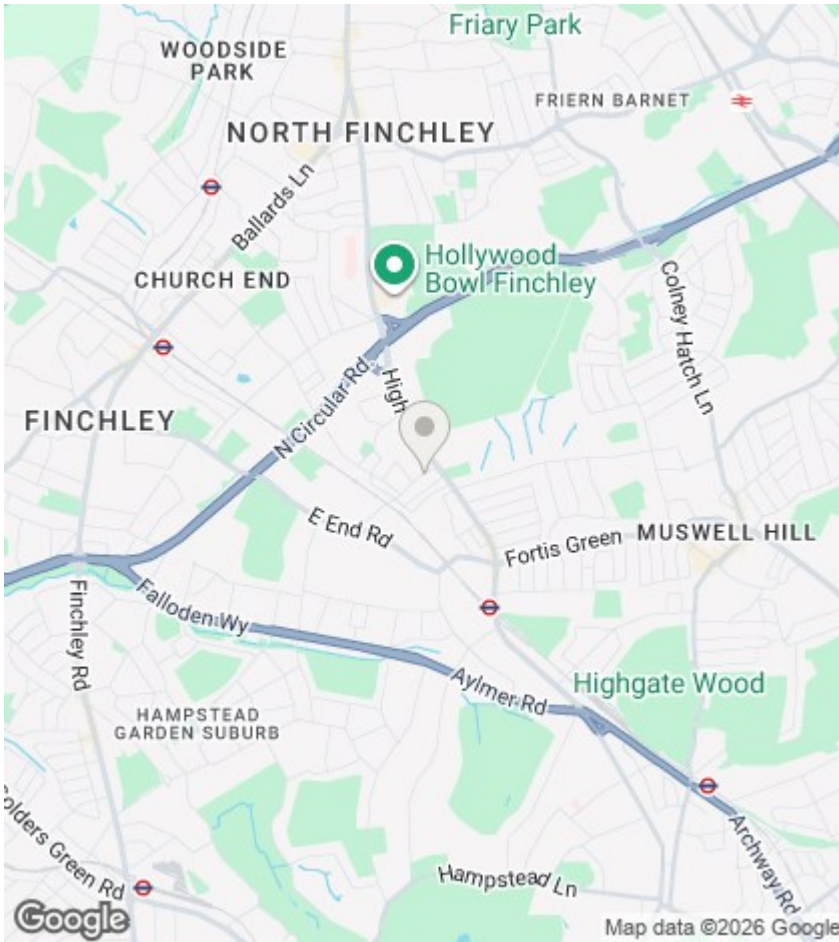 Friary Park
WOODSIDE
PARK
FRIERN BARNET
NORTH FINCHLEY
Ballards Ln
Hollywood
Bowl Finchley
CHURCH END
Colney Hatch Ln
N Circular Rd
High
FINCHLEY
E End Rd
Fortis Green
MUSWELL HILL
Falloden Wy
Finchley Rd
Aylmer Rd
Highgate Wood
HAMPSTEAD
GARDEN SUBURB
Golders Green Rd
Archway Rd
Hampstead Ln
Google
Map data ©2026 Google